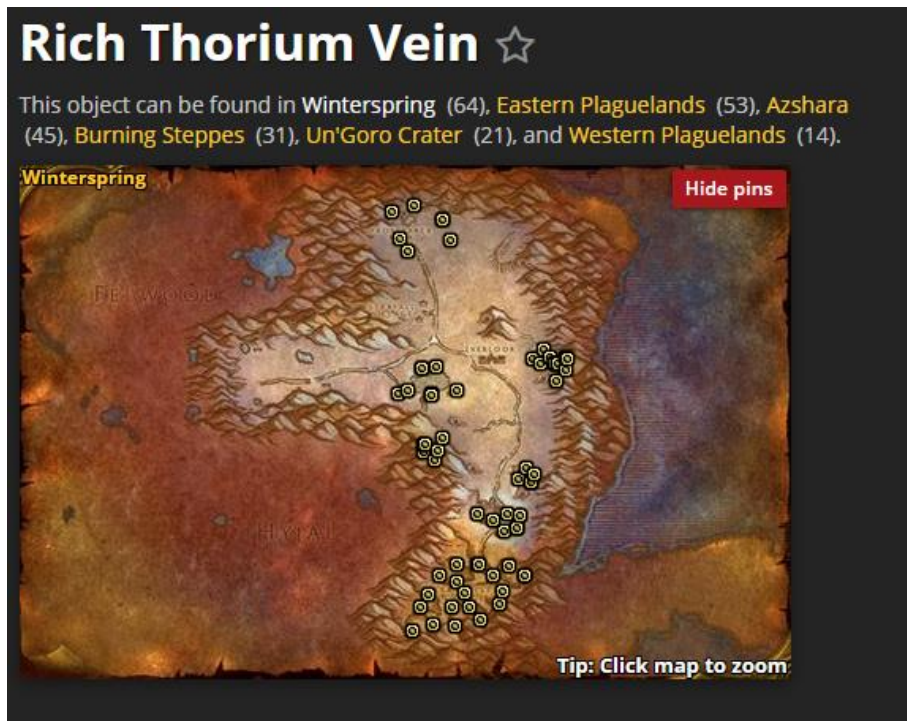 Rich Thorium Vein
This object can be found in Winterspring (64), Eastern Plaguelands (53), Azshara
(45), Burning Steppes (31), Un'Goro Crater (21), and Western Plaguelands (14).
Winterspring
Hide pins
FELWOOD
EVERLOOK
HYJAL
Tip: Click map to zoom